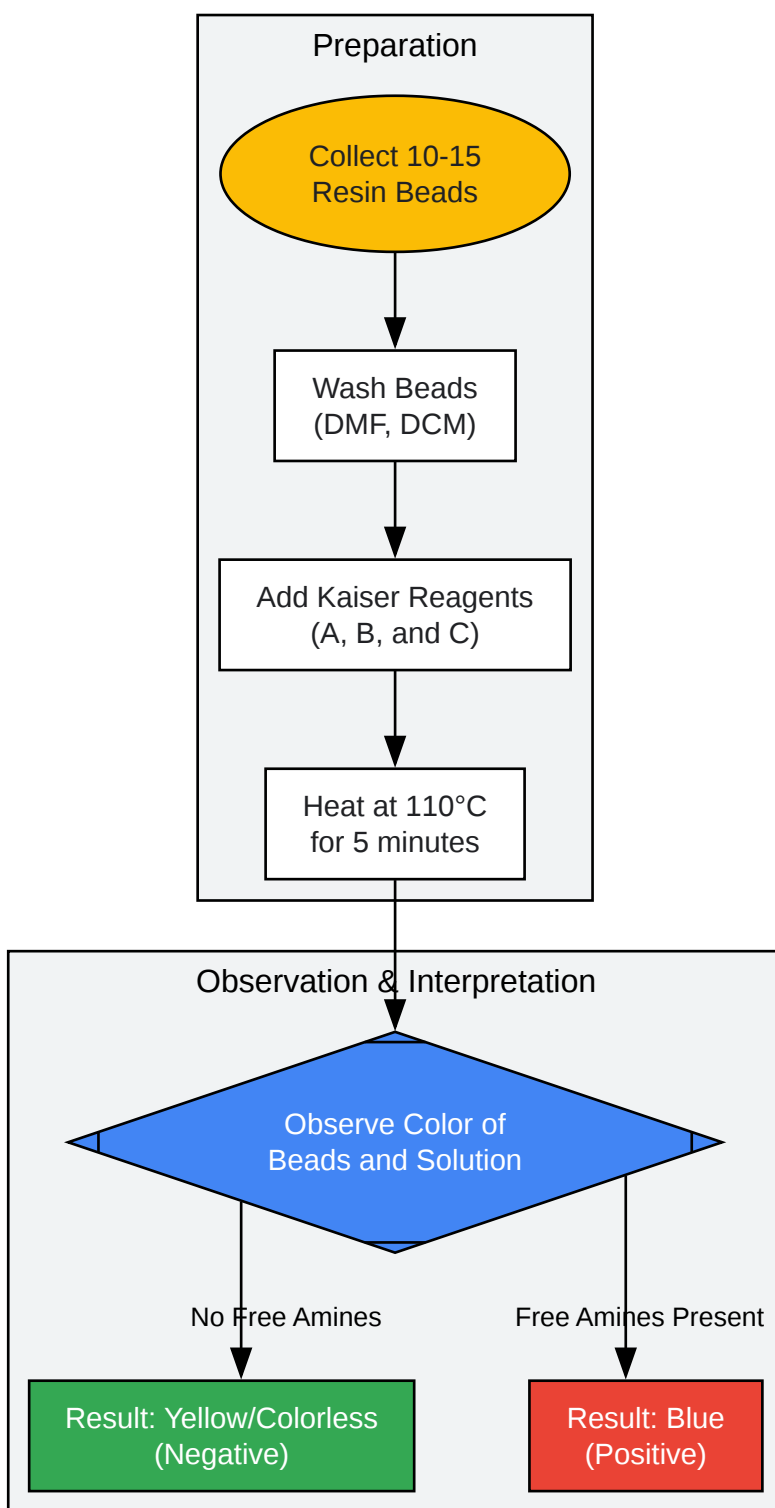 Preparation
Collect 10-15
Resin Beads
Wash Beads
(DMF, DCM)
Add Kaiser Reagents
(A, B, and C)
Heat at 110°C
for 5 minutes
Observation & Interpretation
Observe Color of
Beads and Solution
No Free Amines
Free Amines Present
Result: Yellow/Colorless
(Negative)
Result: Blue
(Positive)